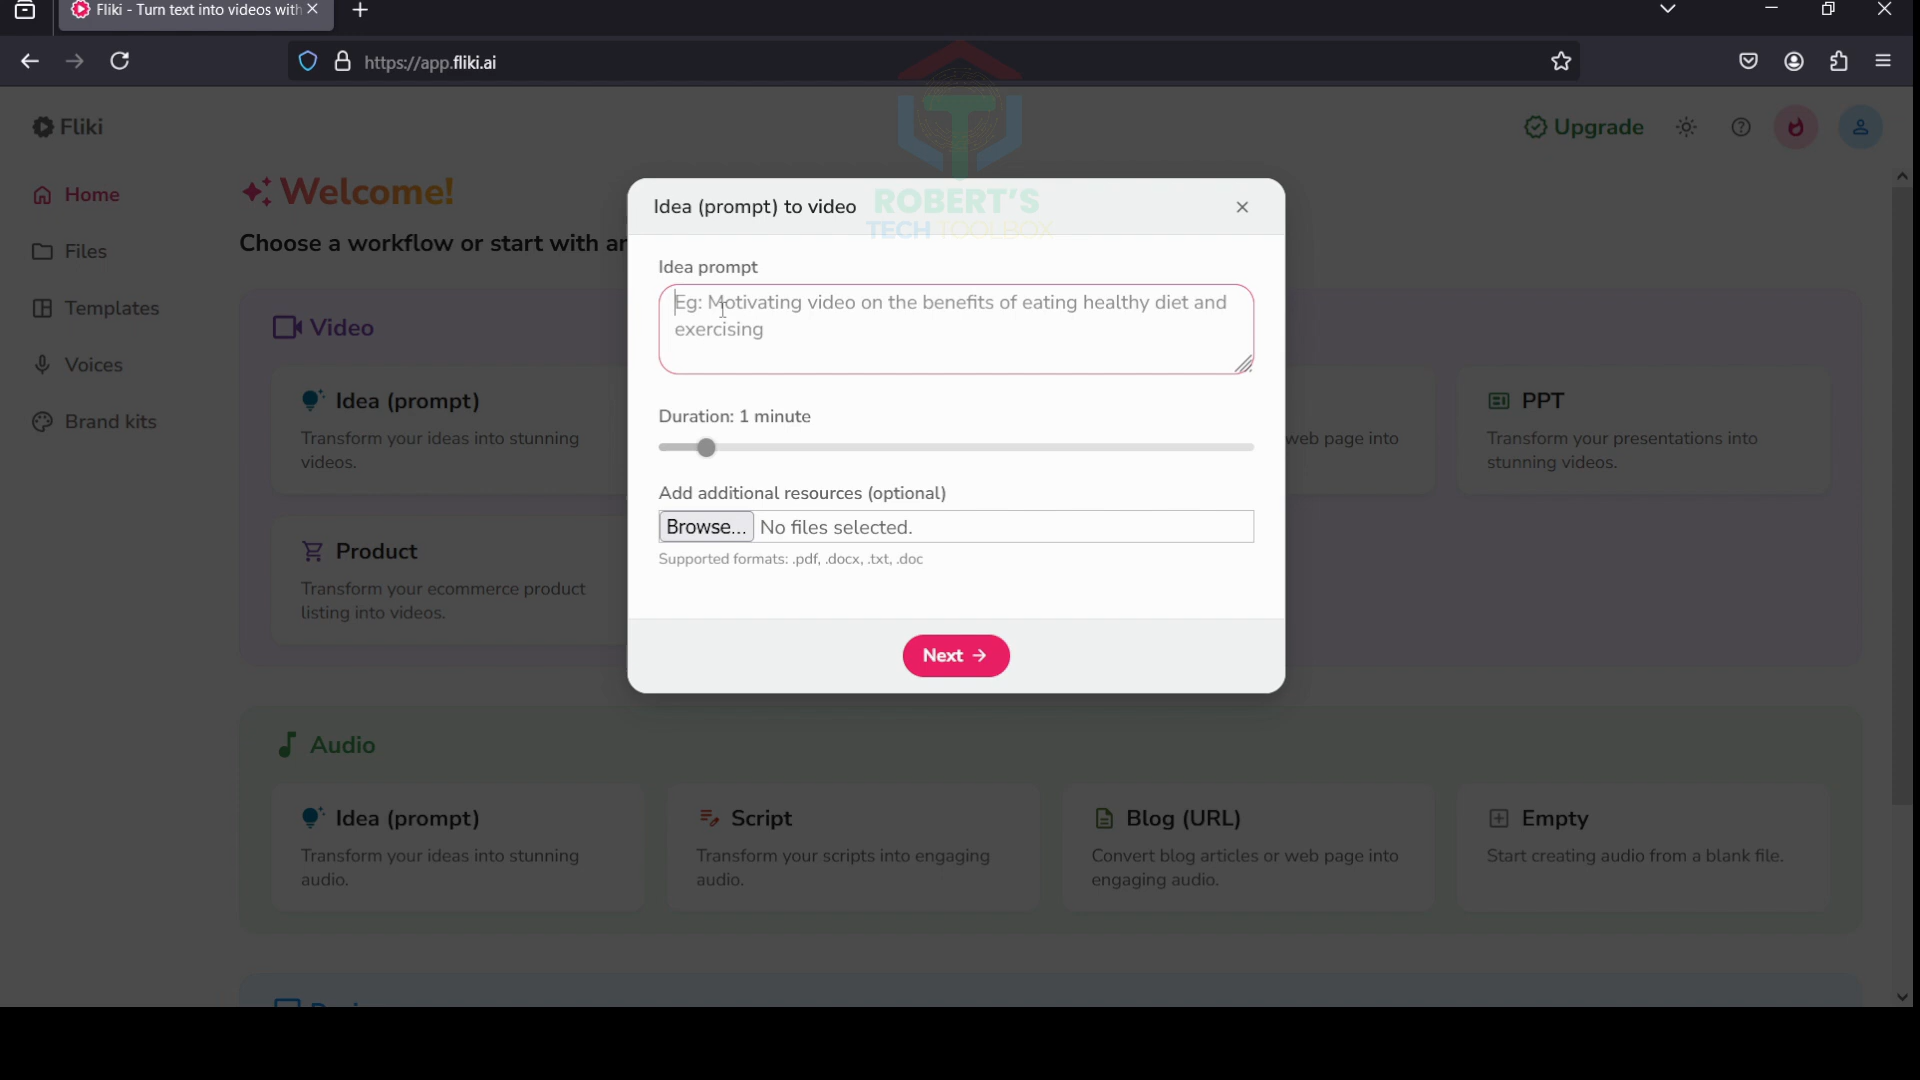 Fliki - Turn text into videos with
https://app.fliki.ai
Fliki
Upgrade
Home
Files
Templates
Voices
Brand kits
Welcome!
Choose a workflow or start with an
Video
Idea (prompt)
Transform your ideas into stunning
videos.
web page into
PPT
Transform your presentations into
stunning videos.
Product
Transform your ecommerce product
listing into videos.
ROBERT'S
TECH TOOLBOX
Idea (prompt) to video
Idea prompt
Eg: Motivating video on the benefits of eating healthy diet and
exercising
Duration: 1 minute
Add additional resources (optional)
Browse... No files selected.
Supported formats: .pdf, .docx, .txt, .doc
Next
Audio
Idea (prompt)
Transform your ideas into stunning
audio.
Script
Transform your scripts into engaging
audio.
Blog (URL)
Convert blog articles or web page into
engaging audio.
Empty
Start creating audio from a blank file.